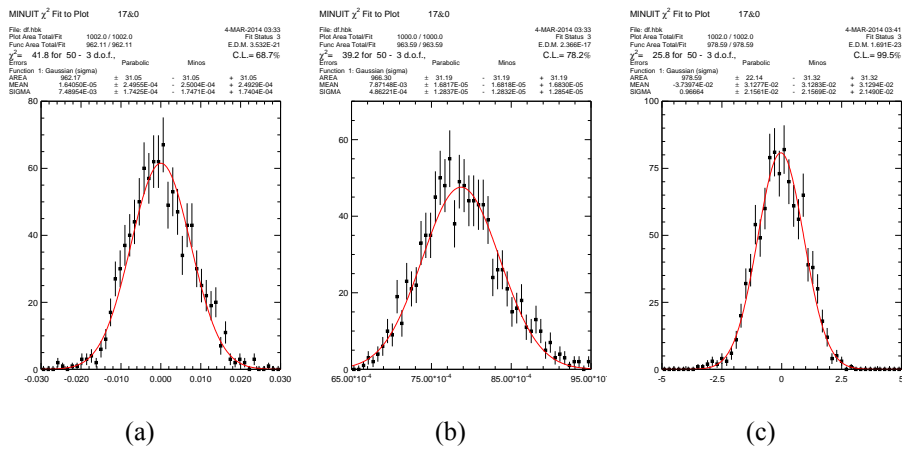 MINUIT χ² Fit to Plot 17&0
File: df.hbk 4-MAR-2014 03:33
Plot Area Total/Fit 1002.0 / 1002.0 Fit Status 3
Func Area Total/Fit 962.11 / 962.11 E.D.M. 3.532E-21
χ²= 41.8 for 50 - 3 d.o.f., C.L.= 68.7%
Errors Parabolic Minos
Function 1: Gaussian (sigma)
AREA 962.17 ± 31.05 - 31.05 + 31.05
MEAN 1.64050E-05 ± 2.4955E-04 - 2.5004E-04 + 2.4929E-04
SIGMA 7.48954E-03 ± 1.7425E-04 - 1.7471E-04 + 1.7404E-04
80
60
40
20
0
-0.030 -0.010 0.000 0.010 0.030
(a)
MINUIT χ² Fit to Plot 17&0
File: df.hbk 4-MAR-2014 03:33
Plot Area Total/Fit 1000.0 / 1000.0 Fit Status 3
Func Area Total/Fit 963.59 / 963.59 E.D.M. 2.366E-17
χ²= 39.2 for 50 - 3 d.o.f., C.L.= 78.2%
Errors Parabolic Minos
Function 1: Gaussian (sigma)
AREA 966.30 ± 31.19 - 31.19 + 31.19
MEAN 7.87148E-03 ± 1.6817E-05 - 1.6818E-05 + 1.6830E-05
SIGMA 4.86221E-04 ± 1.2837E-05 - 1.2832E-05 + 1.2854E-05
70
60
40
20
0
65.00*10⁻⁴ 75.00*10⁻⁴ 85.00*10⁻⁴ 95.00*10⁻
(b)
MINUIT χ² Fit to Plot 17&0
File: df.hbk 4-MAR-2014 03:41
Plot Area Total/Fit 1002.0 / 1002.0 Fit Status 3
Func Area Total/Fit 978.59 / 978.59 E.D.M. 1.691E-23
χ²= 25.8 for 50 - 3 d.o.f., C.L.= 99.5%
Errors Parabolic Minos
Function 1: Gaussian (sigma)
AREA 978.59 ± 22.14 - 31.32 + 31.32
MEAN -3.73974E-02 ± 3.1277E-02 - 3.1283E-02 + 3.1294E-02
SIGMA 0.96664 ± 2.1561E-02 - 2.1569E-02 + 2.1490E-02
100
75
50
25
0
-5 -2.5 0 2.5 5
(c)